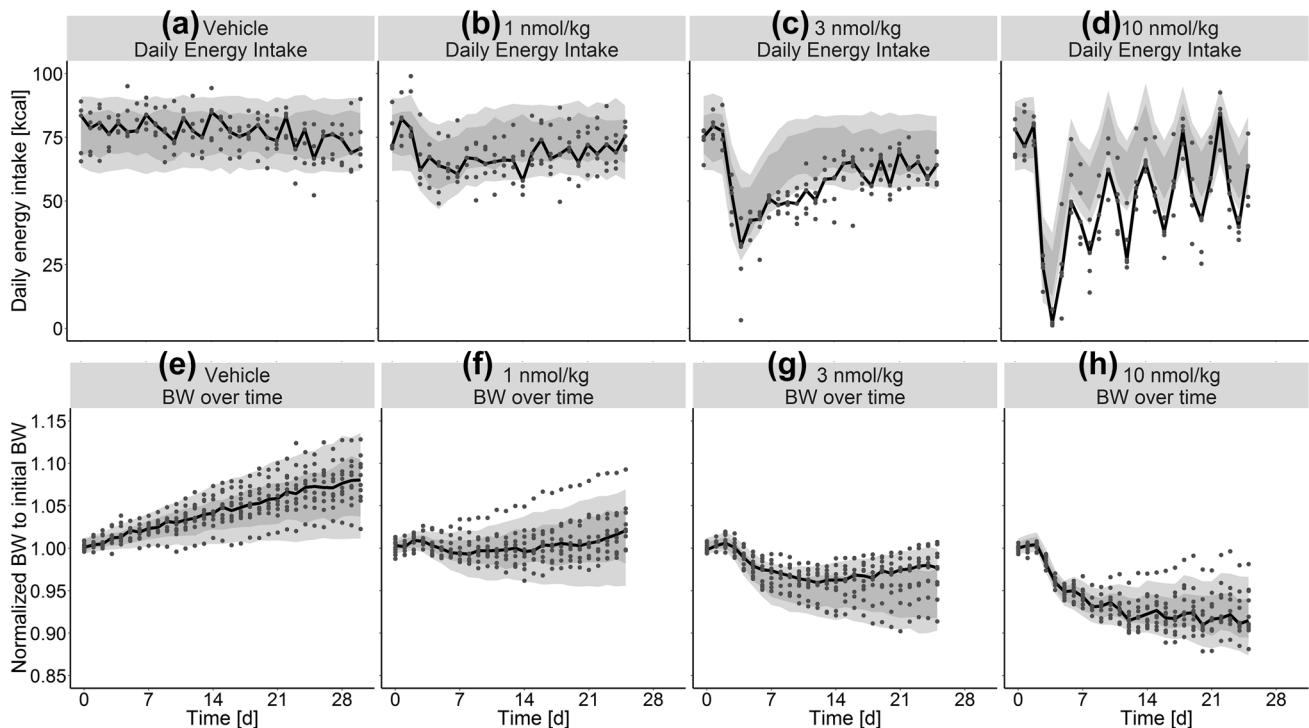 (a) Vehicle
Daily Energy Intake
(b) 1 nmol/kg
Daily Energy Intake
(c) 3 nmol/kg
Daily Energy Intake
(d) 10 nmol/kg
Daily Energy Intake
Daily energy intake [kcal]
100
75
50
25
0
(e) Vehicle
BW over time
(f) 1 nmol/kg
BW over time
(g) 3 nmol/kg
BW over time
(h) 10 nmol/kg
BW over time
Normalized BW to initial BW
1.15
1.10
1.05
1.00
0.95
0.90
0.85
0 7 14 21 28
Time [d]
0 7 14 21 28
Time [d]
0 7 14 21 28
Time [d]
0 7 14 21 28
Time [d]